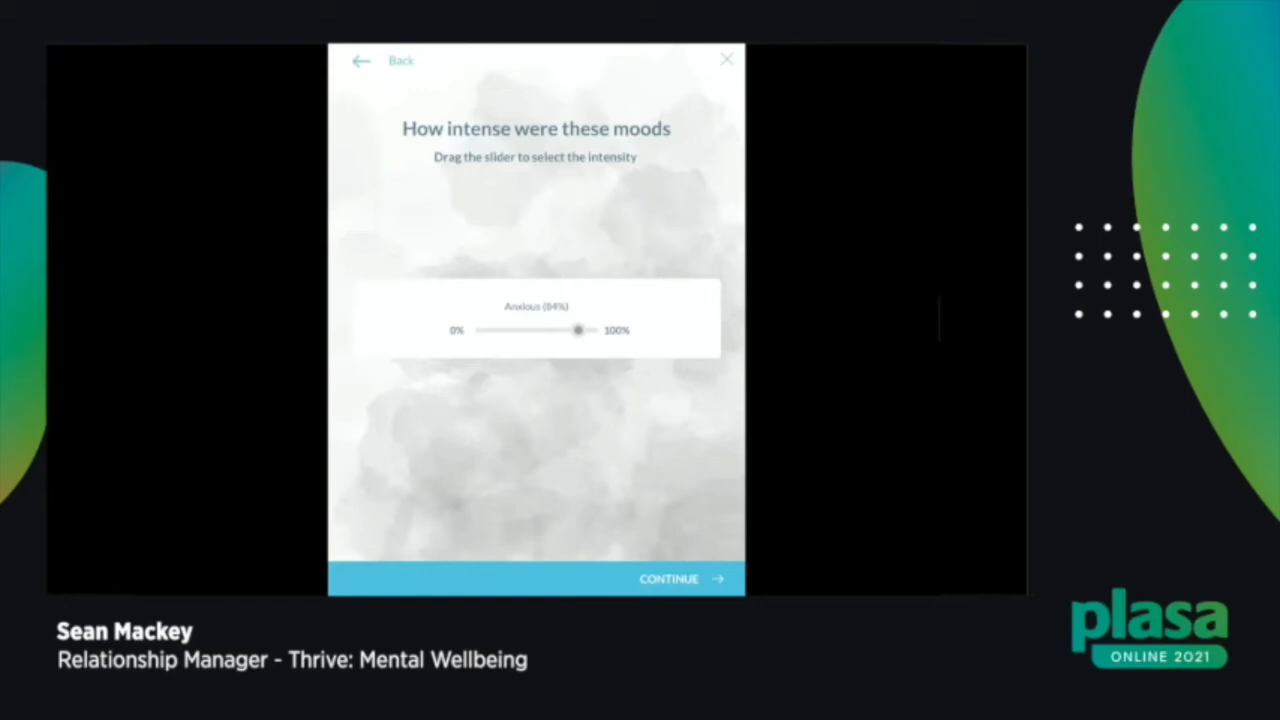 Back
How intense were these moods
Drag the slider to select the intensity
Anxious (84%)
0%
100%
CONTINUE
Sean Mackey
Relationship Manager - Thrive: Mental Wellbeing
plasa
ONLINE 2021